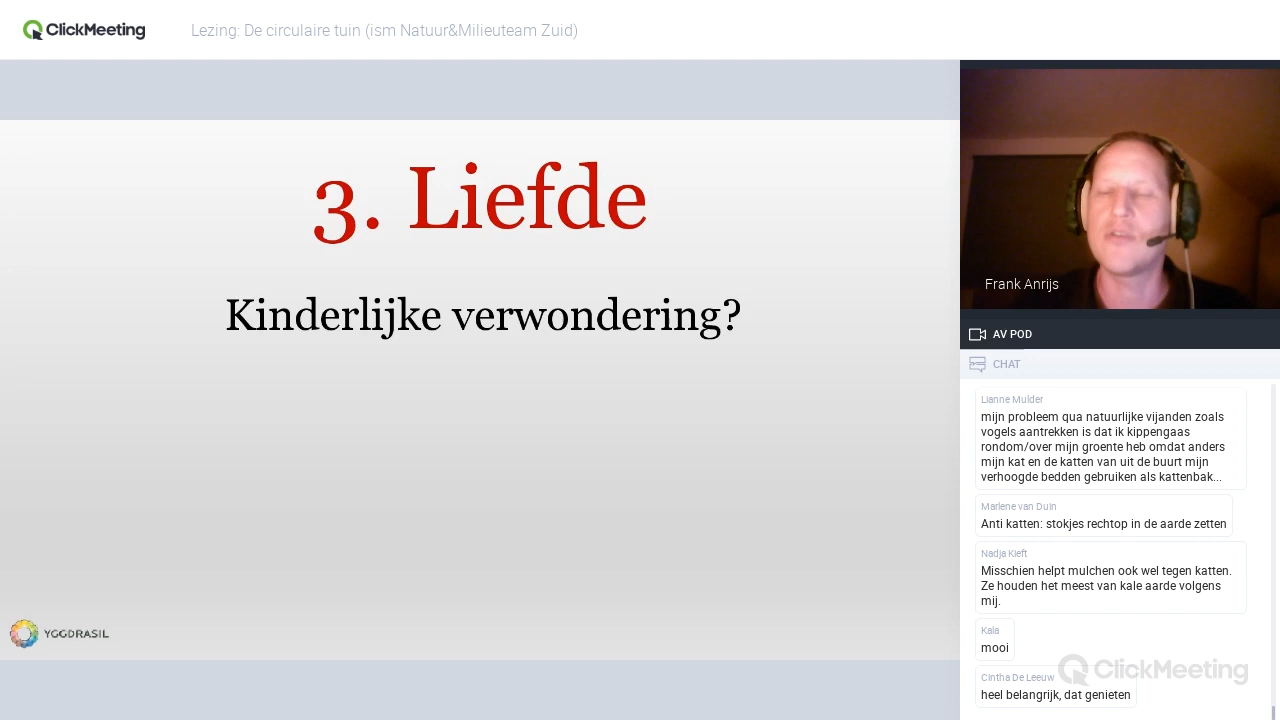 ClickMeeting
Lezing: De circulaire tuin (ism Natuur&Milieuteam Zuid)
3. Liefde
Kinderlijke verwondering?
YGGDRASIL
Frank Anrijs
AV POD
CHAT
Lianne Mulder
mijn probleem qua natuurlijke vijanden zoals
vogels aantrekken is dat ik kippengaas
rondom/over mijn groente heb omdat anders
mijn kat en de katten van uit de buurt mijn
verhoogde bedden gebruiken als kattenbak...
Marlene van Duin
Anti katten: stokjes rechtop in de aarde zetten
Nadja Kieft
Misschien helpt mulchen ook wel tegen katten.
Ze houden het meest van kale aarde volgens
mij.
Kala
mooi
Cintha De Leeuw
heel belangrijk, dat genieten
ClickMeeting